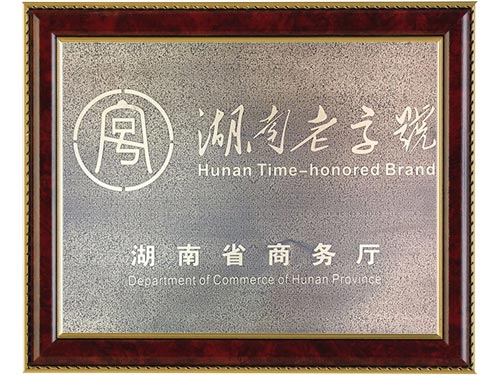 湖南老字號
Hunan Time-honored Brand
湖南省商务厅
Department of Commerce of Hunan Province